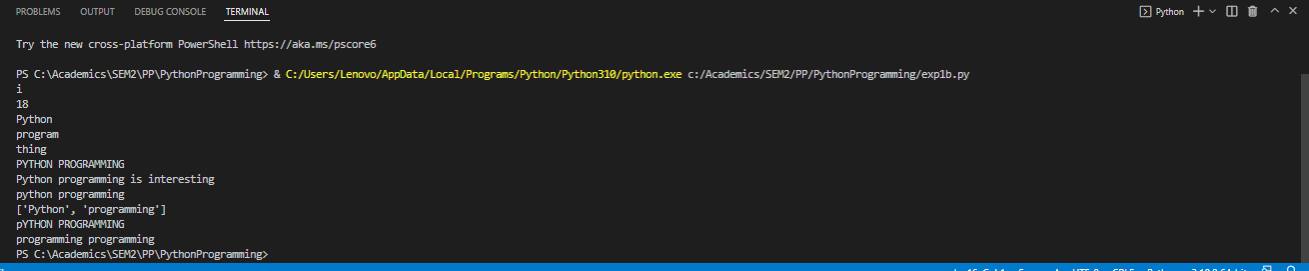 PROBLEMS OUTPUT DEBUG CONSOLE TERMINAL Python
Try the new cross-platform PowerShell https://aka.ms/pscore6
PS C:\Academics\SEM2\PP\PythonProgramming> & C:/Users/Lenovo/AppData/Local/Programs/Python/Python310/python.exe c:/Academics/SEM2/PP/PythonProgramming/exp1b.py
i
18
Python
program
thing
PYTHON PROGRAMMING
Python programming is interesting
python programming
['Python', 'programming']
pYTHON PROGRAMMING
programming programming
PS C:\Academics\SEM2\PP\PythonProgramming>